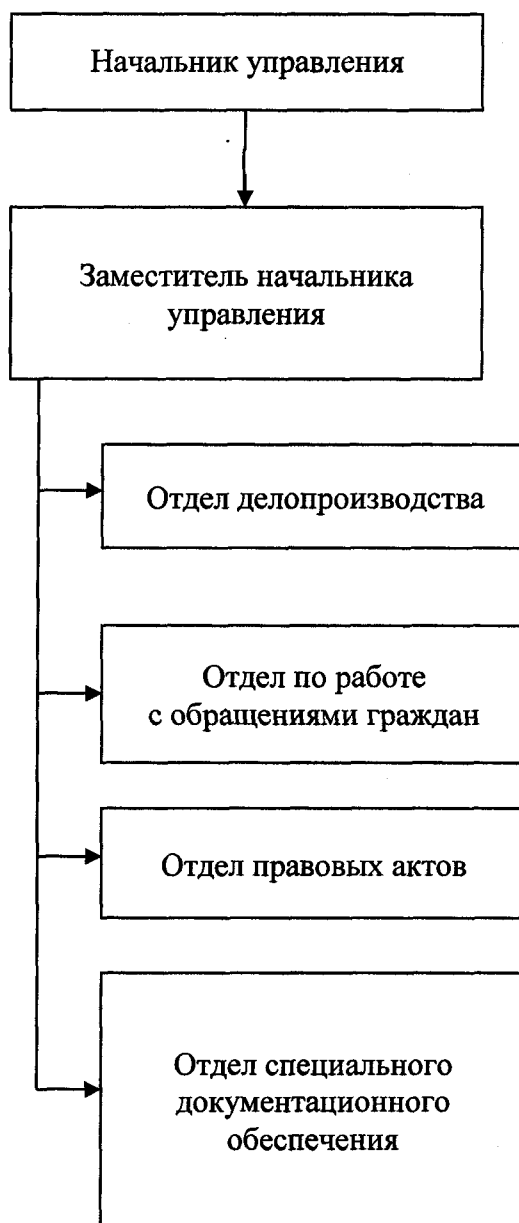 Начальник управления
Заместитель начальника
управления
Отдел делопроизводства
Отдел по работе
с обращениями граждан
Отдел правовых актов
Отдел специального
документационного
обеспечения